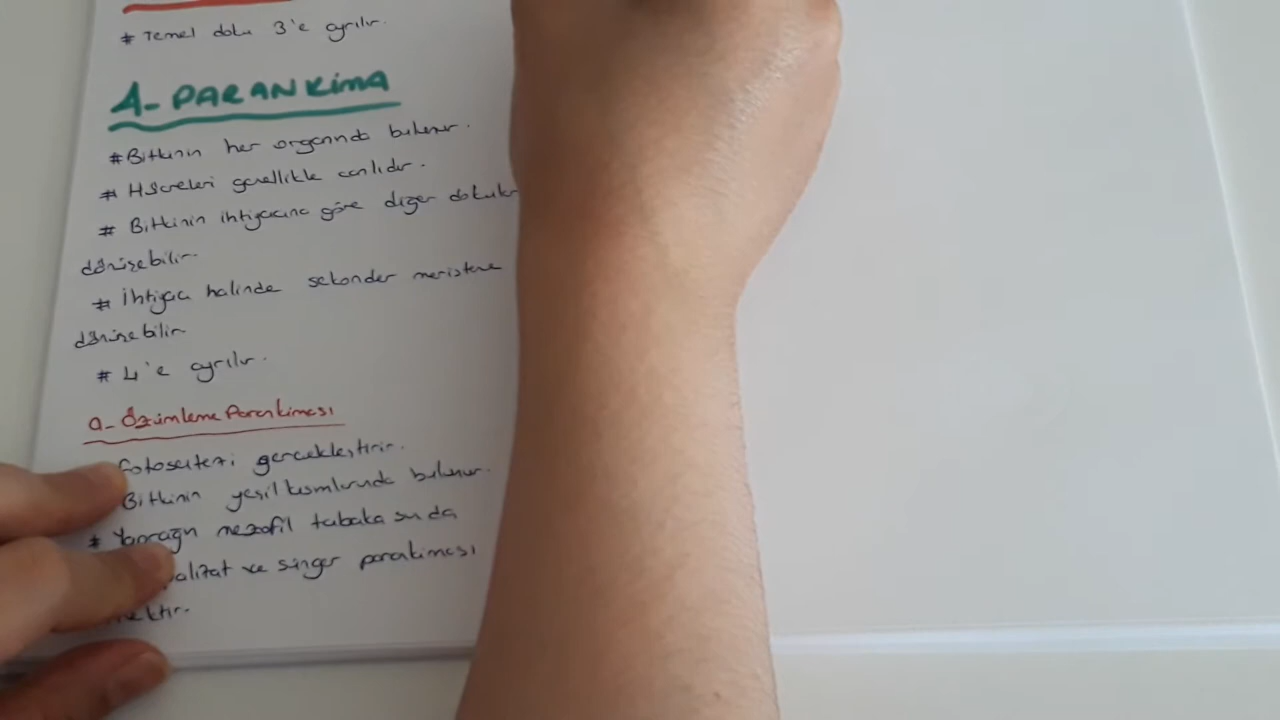 # Temel doku 3'e ayrılır.
A- PARANKİMA
# Bitkinin her organında bulunur.
# Hücreleri genellikle canlıdır.
# Bitkinin ihtiyacına göre diğer
dönüşebilir.
# İhtiyaç halinde sekonder meristeme
dönüşebilir
# 4'e ayrılır.
a- Özümleme Parankiması
fotosentezi gerçekleştirir.
Bitkinin yeşil kısımlarında bulunur.
# Yaprağın mezofil tabakasında
palizat ve sünger parankiması